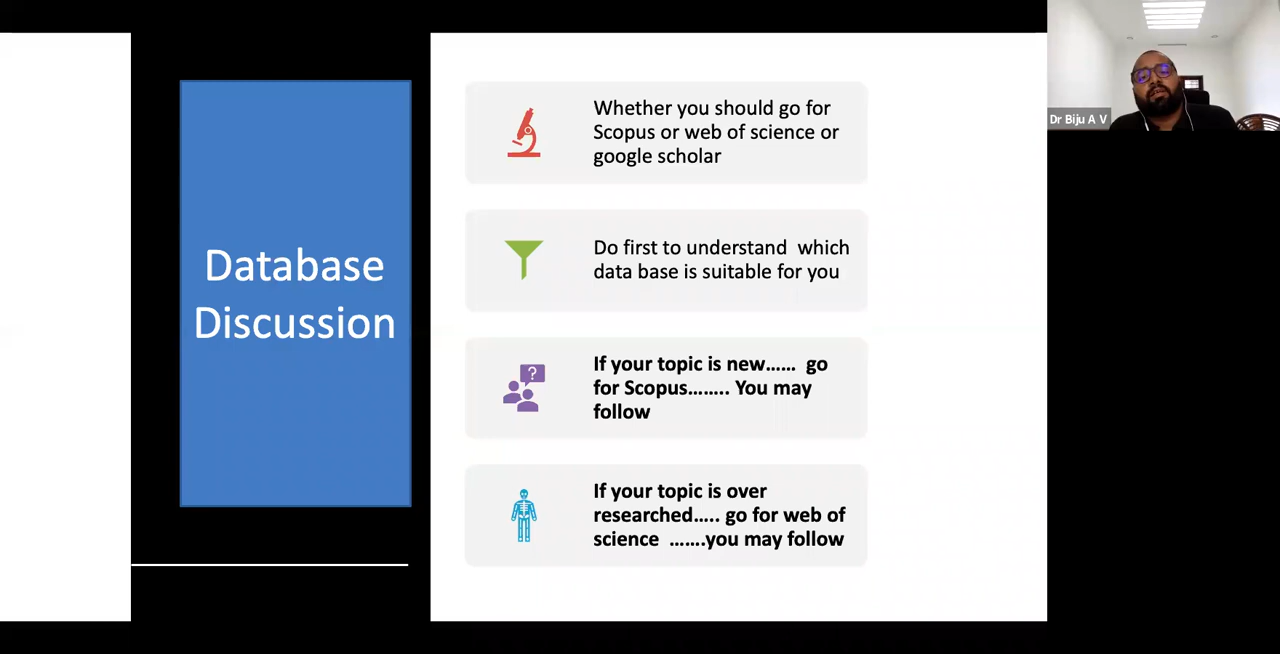 Database
Discussion
Whether you should go for
Scopus or web of science or
google scholar
Do first to understand  which
data base is suitable for you
?
If your topic is new......  go
for Scopus........ You may
follow
If your topic is over
researched..... go for web of
science  .......you may follow
Dr Biju A V